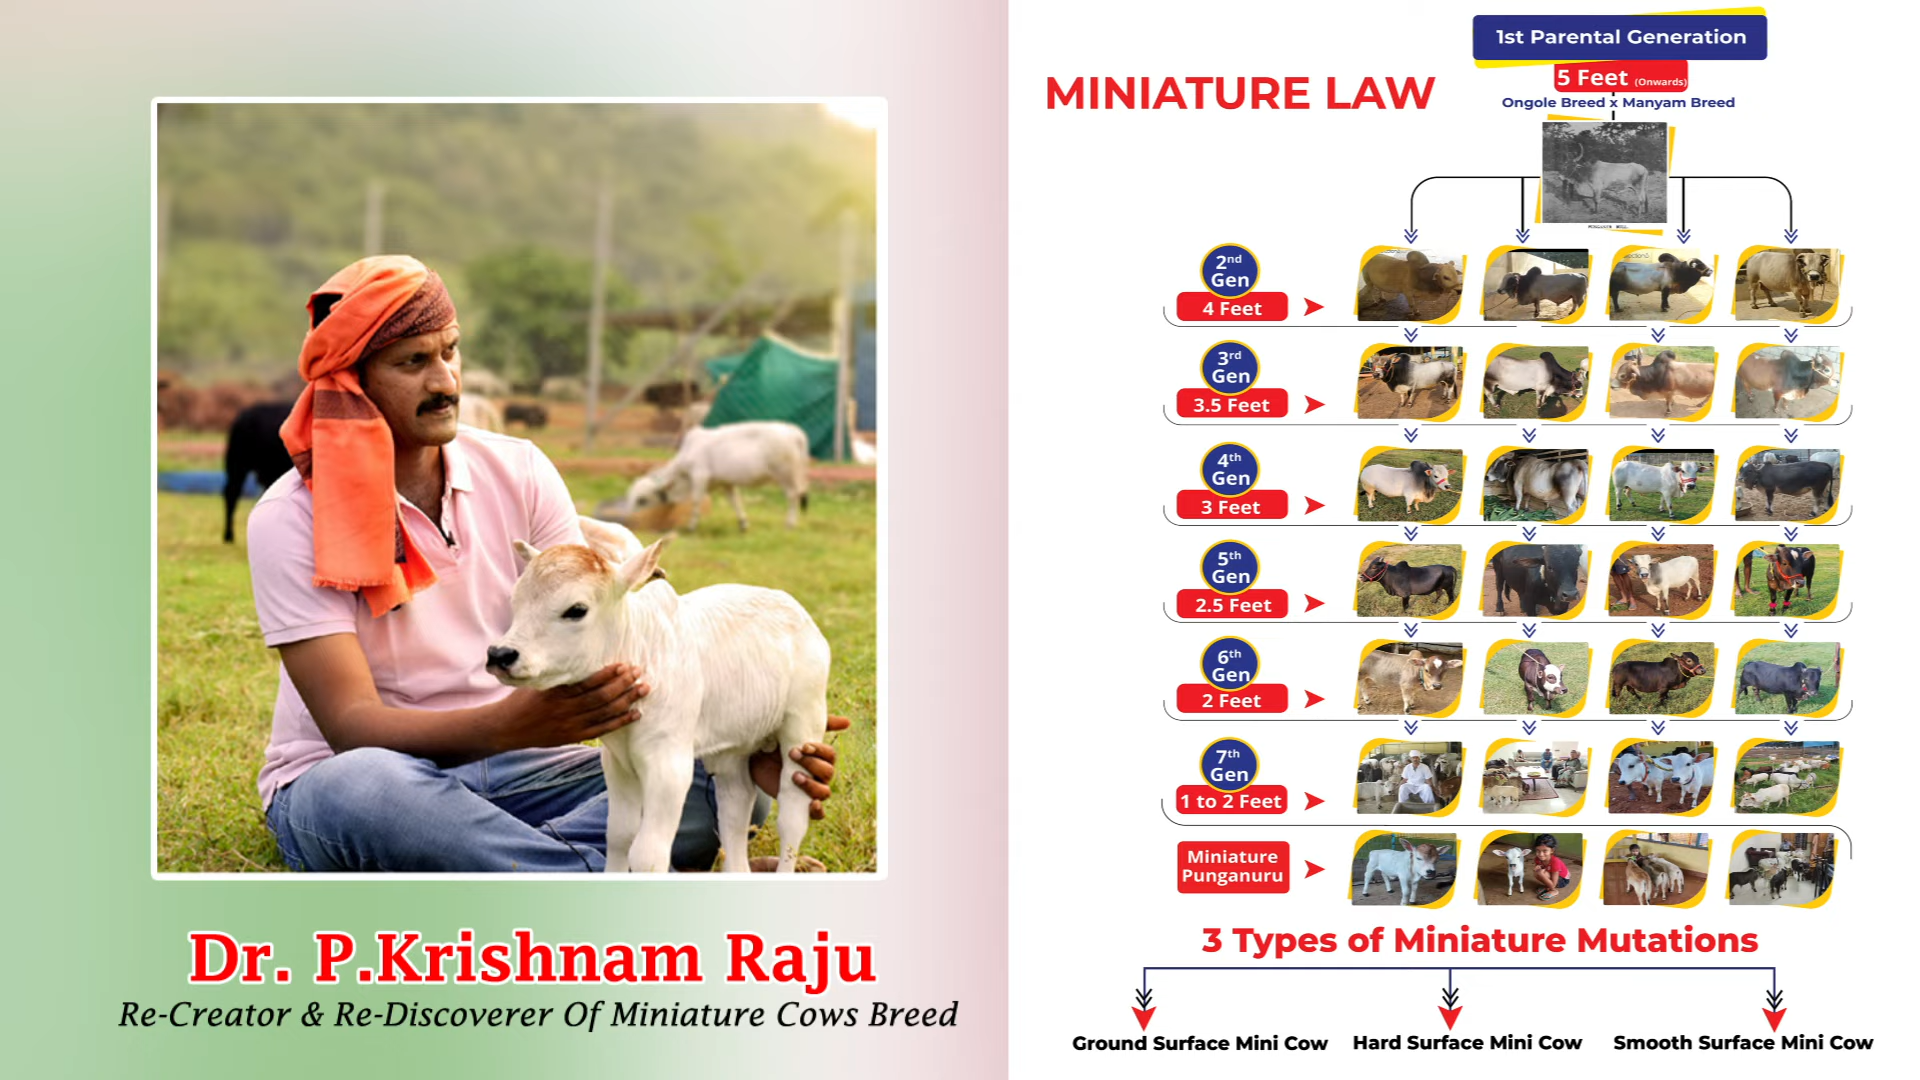 Dr. P.Krishnam Raju
Re-Creator & Re-Discoverer Of Miniature Cows Breed
MINIATURE LAW
1st Parental Generation
5 Feet (Onwards)
Ongole Breed x Manyam Breed
2nd
Gen
4 Feet
3rd
Gen
3.5 Feet
4th
Gen
3 Feet
5th
Gen
2.5 Feet
6th
Gen
2 Feet
7th
Gen
1 to 2 Feet
Miniature
Punganuru
3 Types of Miniature Mutations
Ground Surface Mini Cow
Hard Surface Mini Cow
Smooth Surface Mini Cow